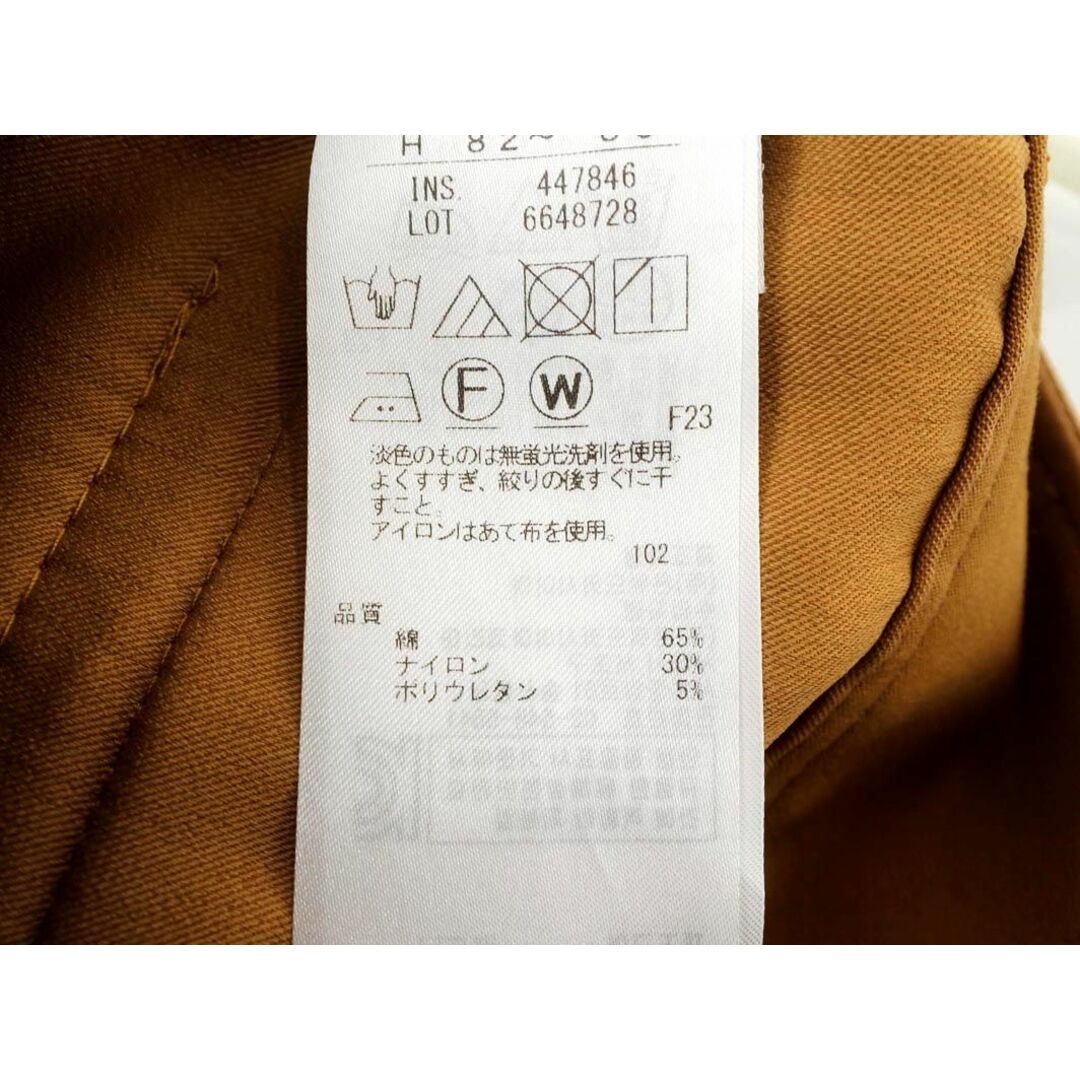 H 82～
INS. 447846
LOT 6648728
F W
F23
淡色のものは無蛍光洗剤を使用。
よくすすぎ、絞りの後すぐに干
すこと。
アイロンはあて布を使用。
102
品質
綿 65%
ナイロン 30%
ポリウレタン 5%